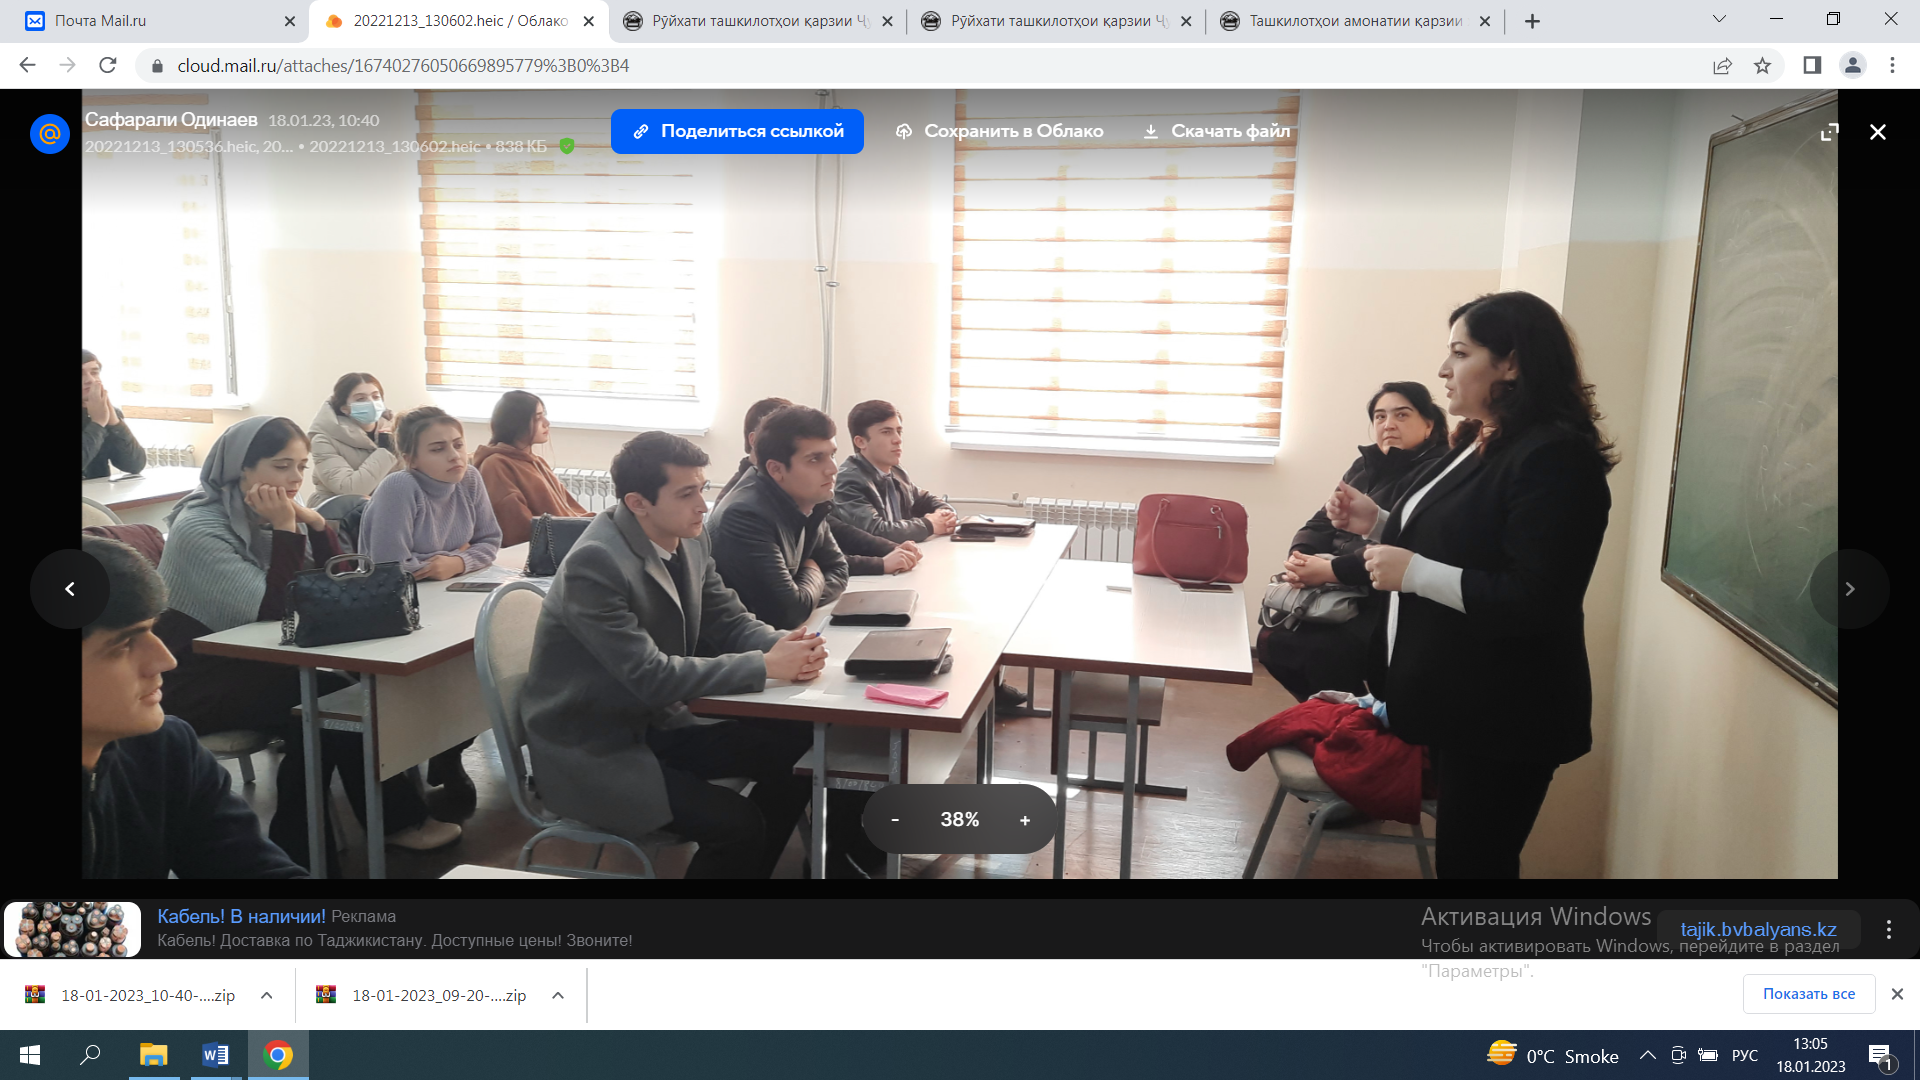 Почта Mail.ru
20221213_130602.heic / Облако
Рӯйхати ташкилотҳои қарзии Ҷу
Рӯйхати ташкилотҳои қарзии Ҷу
Ташкилотҳои амонатии қарзии
cloud.mail.ru/attaches/16740276050669895779%3B0%3B4
Сафарали Одинаев 18.01.23, 10:40
20221213_130536.heic, 20... • 20221213_130602.heic • 838 КБ
Поделиться ссылкой
Сохранить в Облако
Скачать файл
- 38% +
Кабель! В наличии! Реклама
Кабель! Доставка по Таджикистану. Доступные цены! Звоните!
tajik.bvbalyans.kz
Активация Windows
Чтобы активировать Windows, перейдите в раздел
"Параметры".
18-01-2023_10-40-....zip
18-01-2023_09-20-....zip
Показать все
0°C Smoke
РУС
13:05
18.01.2023
1